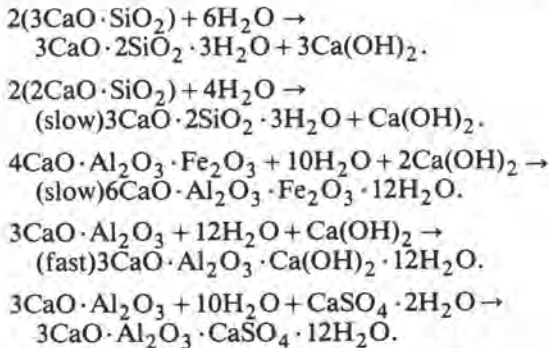 2(3CaO·SiO₂) + 6H₂O →
3CaO·2SiO₂·3H₂O + 3Ca(OH)₂.
2(2CaO·SiO₂) + 4H₂O →
(slow)3CaO·2SiO₂·3H₂O + Ca(OH)₂.
4CaO·Al₂O₃·Fe₂O₃ + 10H₂O + 2Ca(OH)₂ →
(slow)6CaO·Al₂O₃·Fe₂O₃·12H₂O.
3CaO·Al₂O₃ + 12H₂O + Ca(OH)₂ →
(fast)3CaO·Al₂O₃·Ca(OH)₂·12H₂O.
3CaO·Al₂O₃ + 10H₂O + CaSO₄·2H₂O →
3CaO·Al₂O₃·CaSO₄·12H₂O.